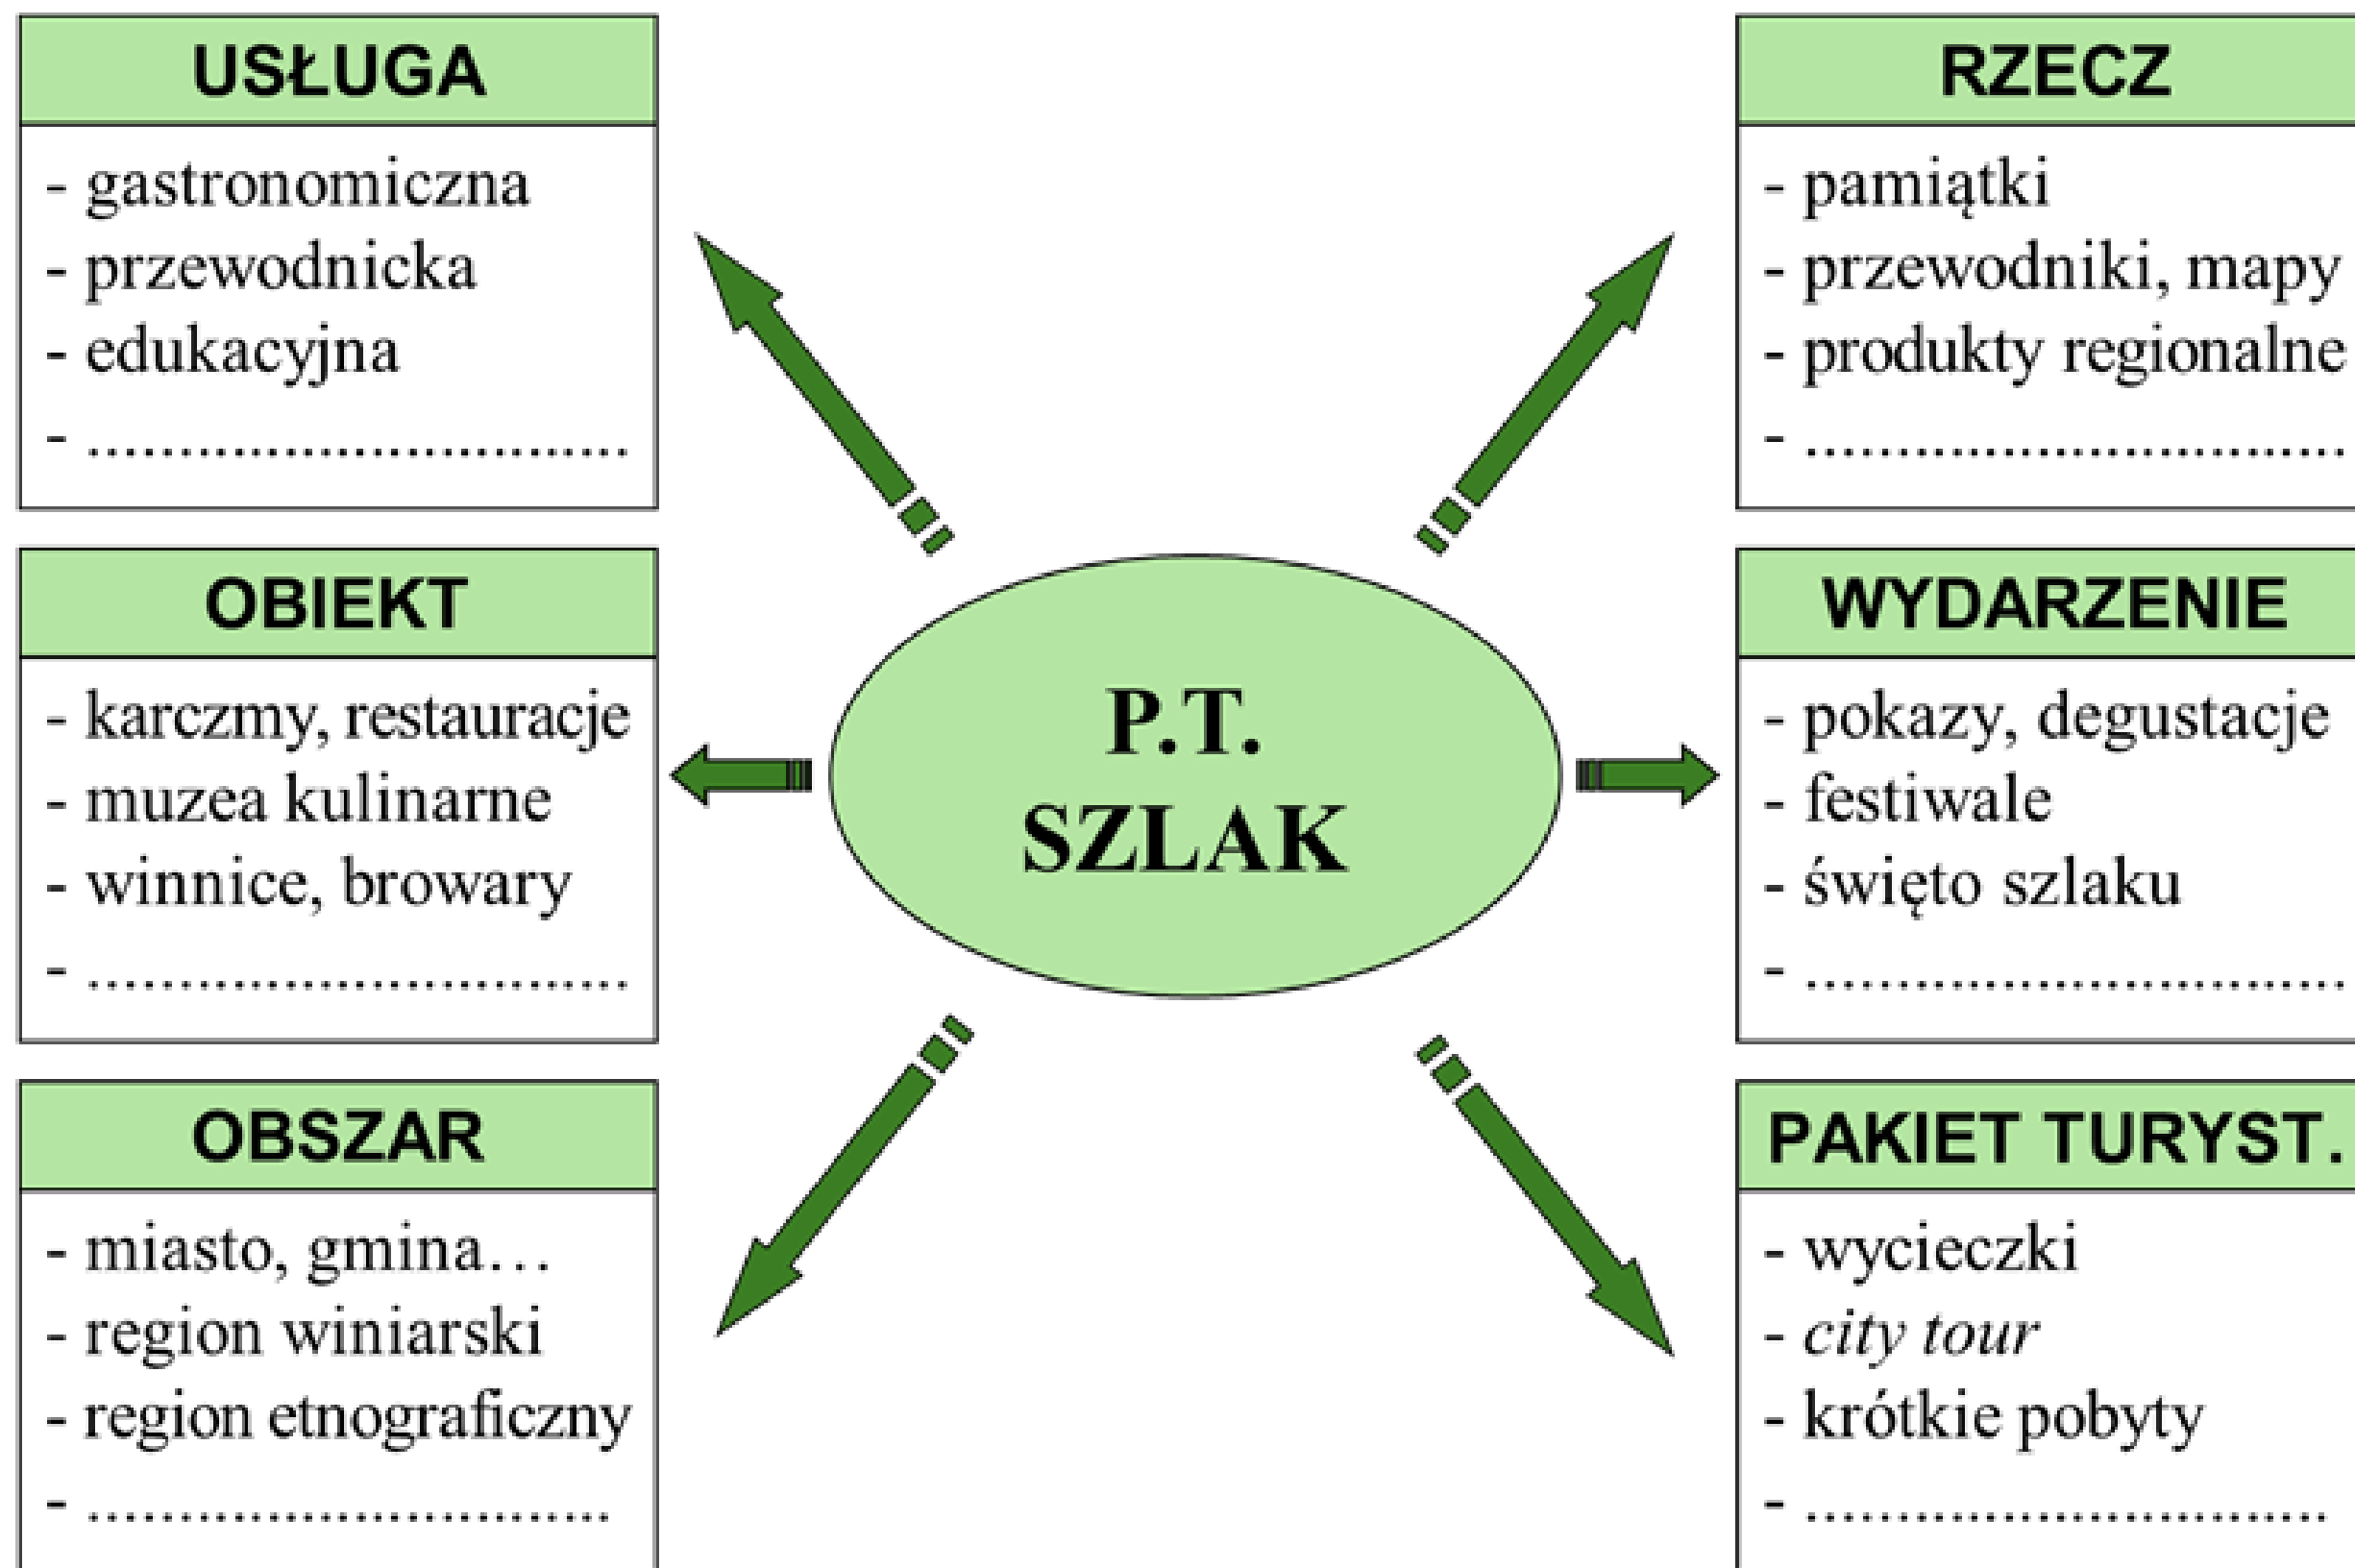 USŁUGA
- gastronomiczna
- przewodnicka
- edukacyjna
- ..............................
OBIEKT
- karczmy, restauracje
- muzea kulinarne
- winnice, browary
- ..............................
OBSZAR
- miasto, gmina…
- region winiarski
- region etnograficzny
- .............................
P.T.
SZLAK
RZECZ
- pamiątki
- przewodniki, mapy
- produkty regionalne
- ..............................
WYDARZENIE
- pokazy, degustacje
- festiwale
- święto szlaku
- ..............................
PAKIET TURYST.
- wycieczki
- city tour
- krótkie pobyty
- .............................